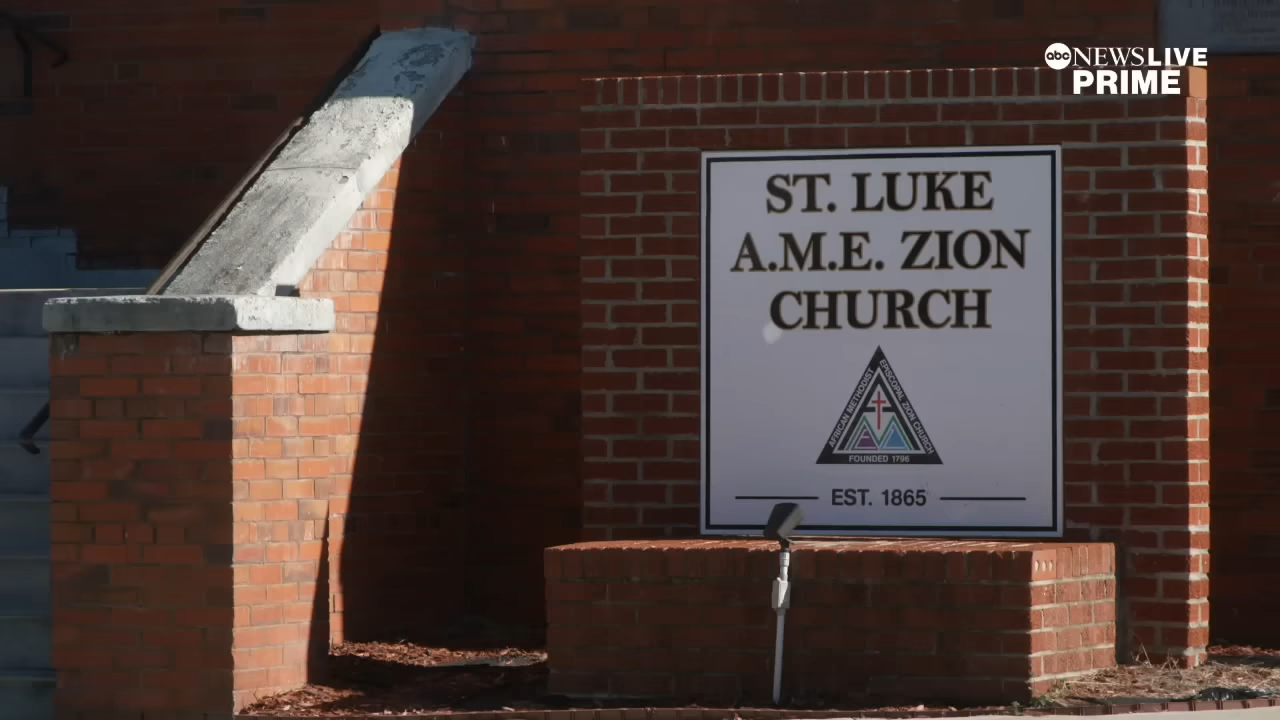 abc NEWS LIVE
PRIME
ST. LUKE
A.M.E. ZION
CHURCH
AFRICAN METHODIST EPISCOPAL ZION CHURCH
FOUNDED 1796
EST. 1865